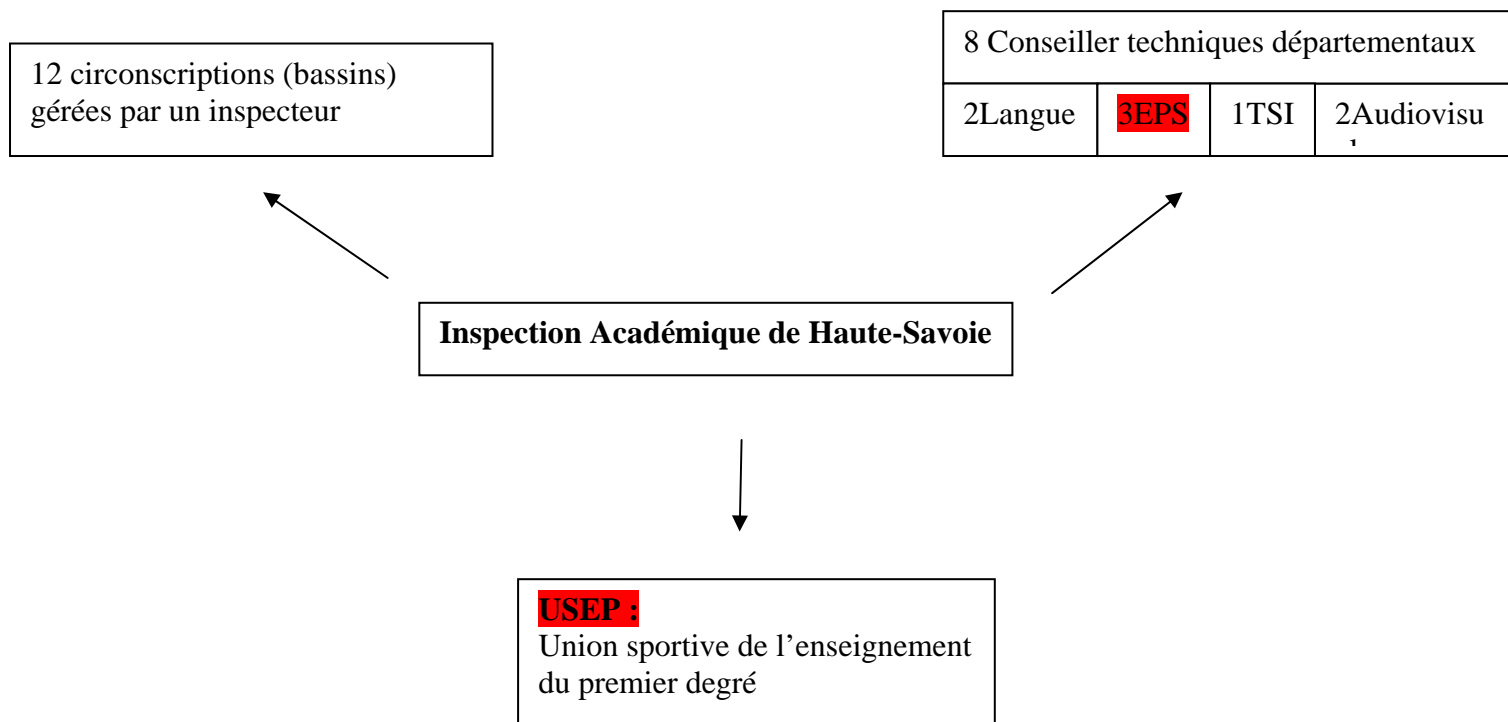 12 circonscriptions (bassins)
gérées par un inspecteur
8 Conseiller techniques départementaux
2Langue
3EPS
1TSI
2Audiovisu
Inspection Académique de Haute-Savoie
USEP :
Union sportive de l’enseignement
du premier degré